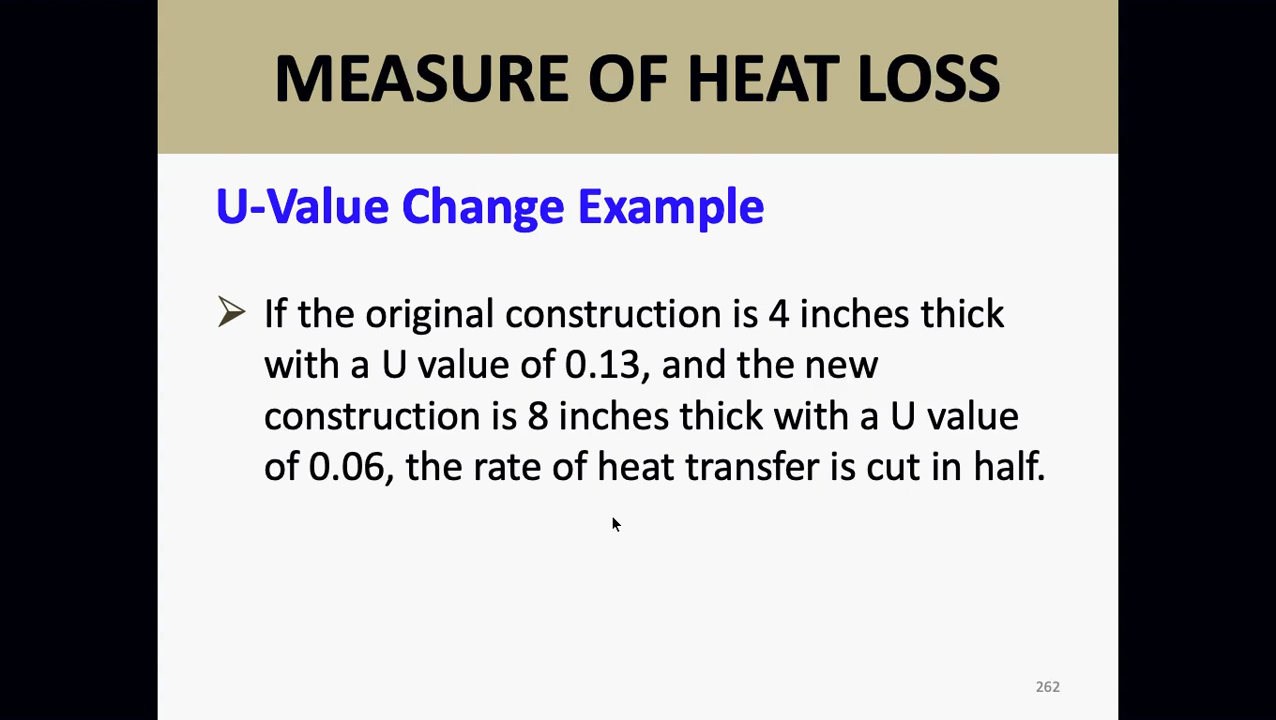 MEASURE OF HEAT LOSS
U-Value Change Example
If the original construction is 4 inches thick
with a U value of 0.13, and the new
construction is 8 inches thick with a U value
of 0.06, the rate of heat transfer is cut in half.
262